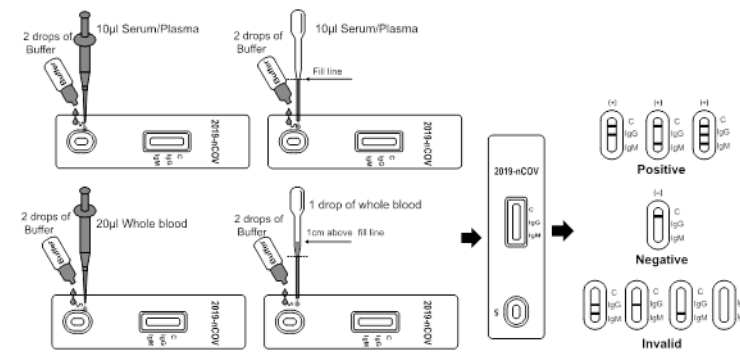 10µl Serum/Plasma
2 drops of
Buffer
Buffer
2019-nCOV
C
IgG
IgM
10µl Serum/Plasma
2 drops of
Buffer
Buffer
Fill line
2019-nCOV
C
IgG
IgM
2 drops of
Buffer
20µl Whole blood
Buffer
2019-nCOV
C
IgG
IgM
2 drops of
Buffer
1 drop of whole blood
1cm above fill line
Buffer
2019-nCOV
C
IgG
IgM
2019-nCOV
C
IgG
IgM
S
(+) (+) (+)
C C C
IgG IgG IgG
IgM IgM IgM
Positive
(-)
C
IgG
IgM
Negative
C C C
IgG IgG IgG
IgM IgM IgM
Invalid